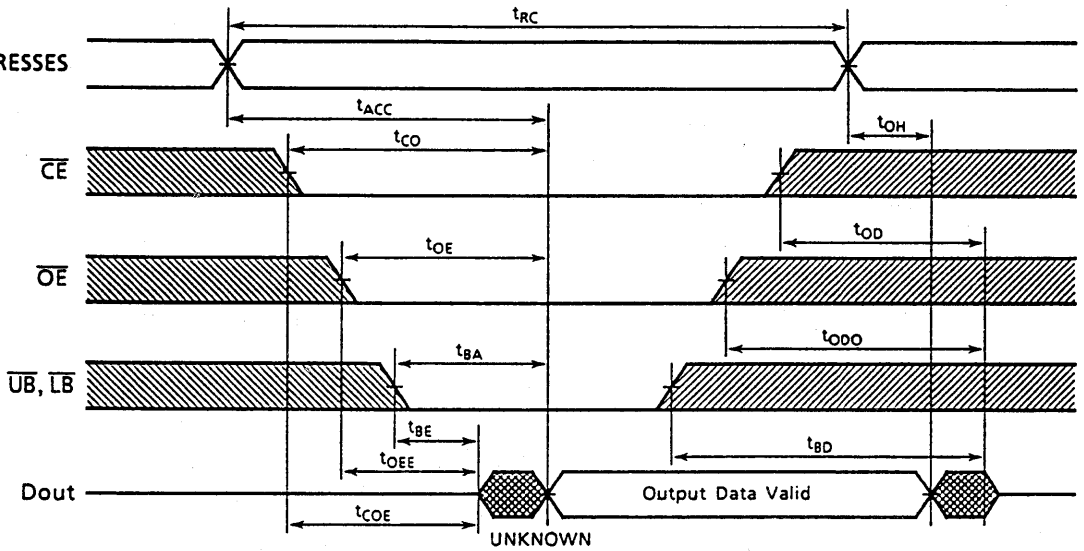 tRC
RESSES
tACC
tOH
tCO
CE
tOD
tOE
OE
tODO
tBA
UB, LB
tBE
tBD
tOEE
Dout
Output Data Valid
tCOE
UNKNOWN